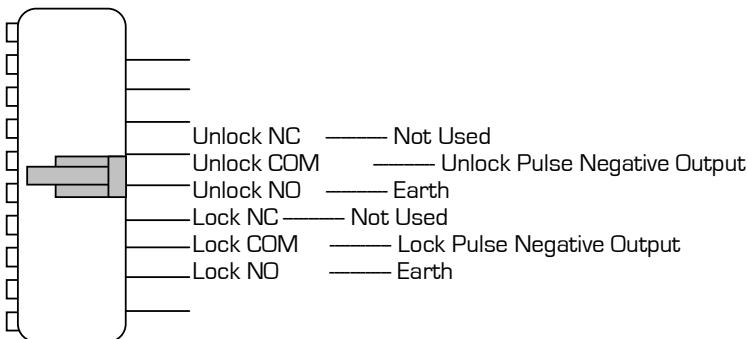 Unlock NC ——— Not Used
Unlock COM ——— Unlock Pulse Negative Output
Unlock NO ——— Earth
Lock NC ——— Not Used
Lock COM ——— Lock Pulse Negative Output
Lock NO ——— Earth